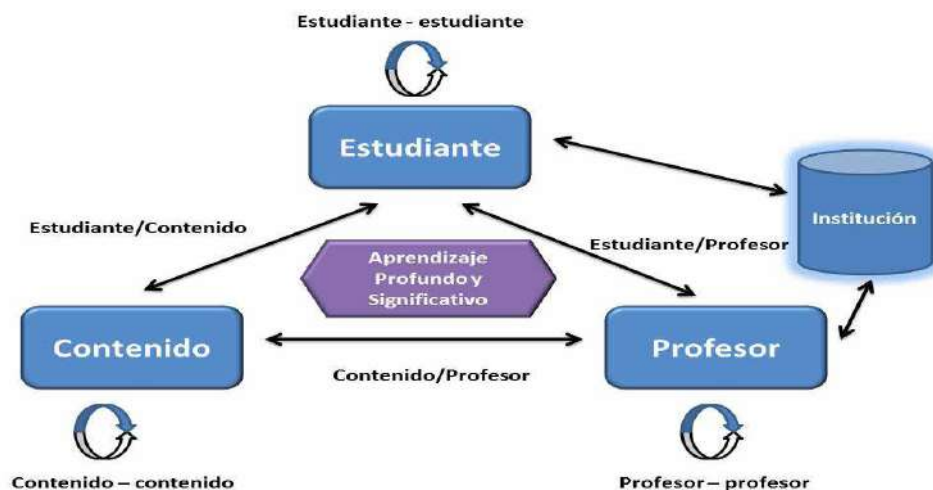 Estudiante - estudiante
Estudiante
Institución
Estudiante/Contenido
Estudiante/Profesor
Aprendizaje
Profundo y
Significativo
Contenido
Profesor
Contenido/Profesor
Contenido – contenido
Profesor – profesor